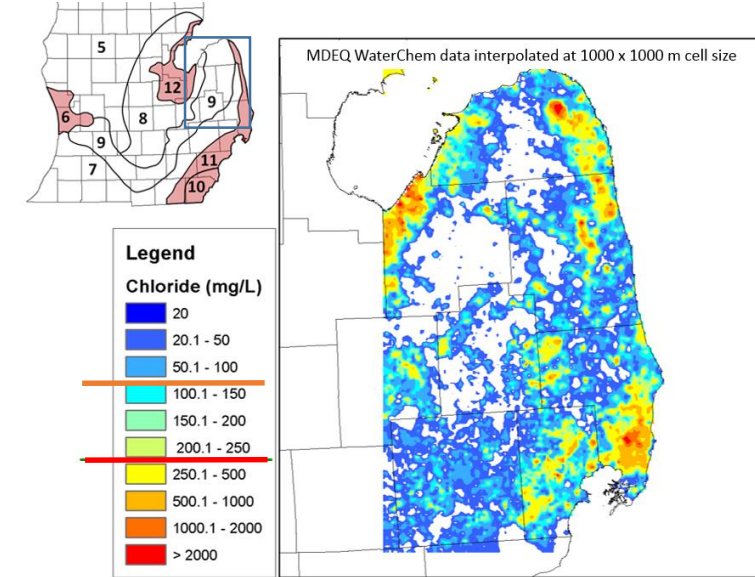 5
12
9
6
8
9
7
11
10
MDEQ WaterChem data interpolated at 1000 x 1000 m cell size
Legend
Chloride (mg/L)
20
20.1 - 50
50.1 - 100
100.1 - 150
150.1 - 200
200.1 - 250
250.1 - 500
500.1 - 1000
1000.1 - 2000
> 2000